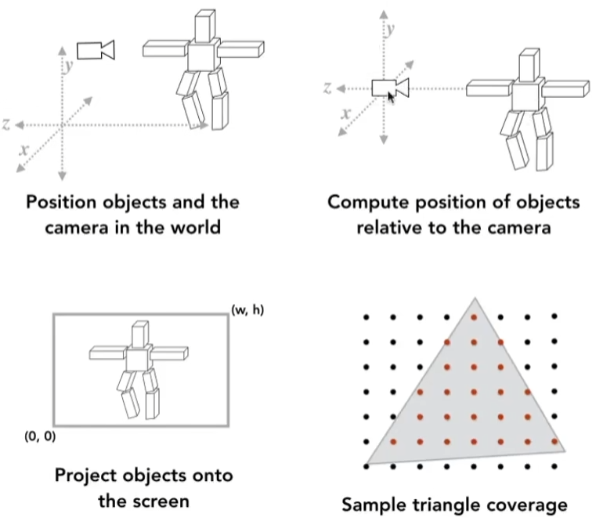 y
z
x
Position objects and the
camera in the world
y
z
x
Compute position of objects
relative to the camera
(w, h)
(0, 0)
Project objects onto
the screen
Sample triangle coverage